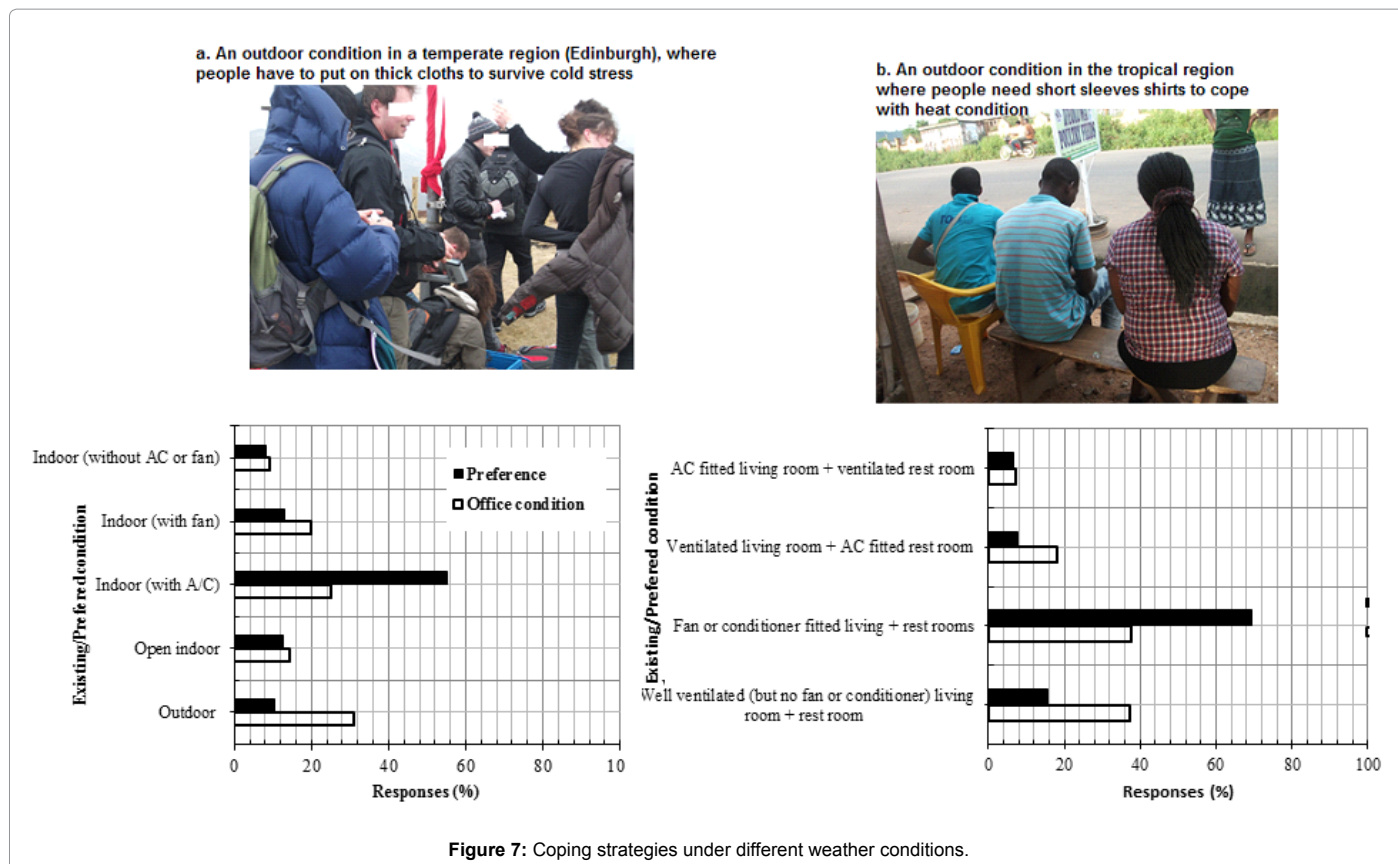 a. An outdoor condition in a temperate region (Edinburgh), where
people have to put on thick cloths to survive cold stress
b. An outdoor condition in the tropical region
where people need short sleeves shirts to cope
with heat condition
POULTRY FEEDS
Existing/Preferredcondition
Indoor (without AC or fan)
Indoor (with fan)
Indoor (with A/C)
Open indoor
Outdoor
Preference
Office condition
0 20 40 60 80 10
Responses (%)
Existing/Preferred condition
AC fitted living room + ventilated rest room
Ventilated living room + AC fitted rest room
Fan or conditioner fitted living + rest rooms
Well ventilated (but no fan or conditioner) living
room + rest room
0 20 40 60 80 100
Responses (%)
Figure 7: Coping strategies under different weather conditions.